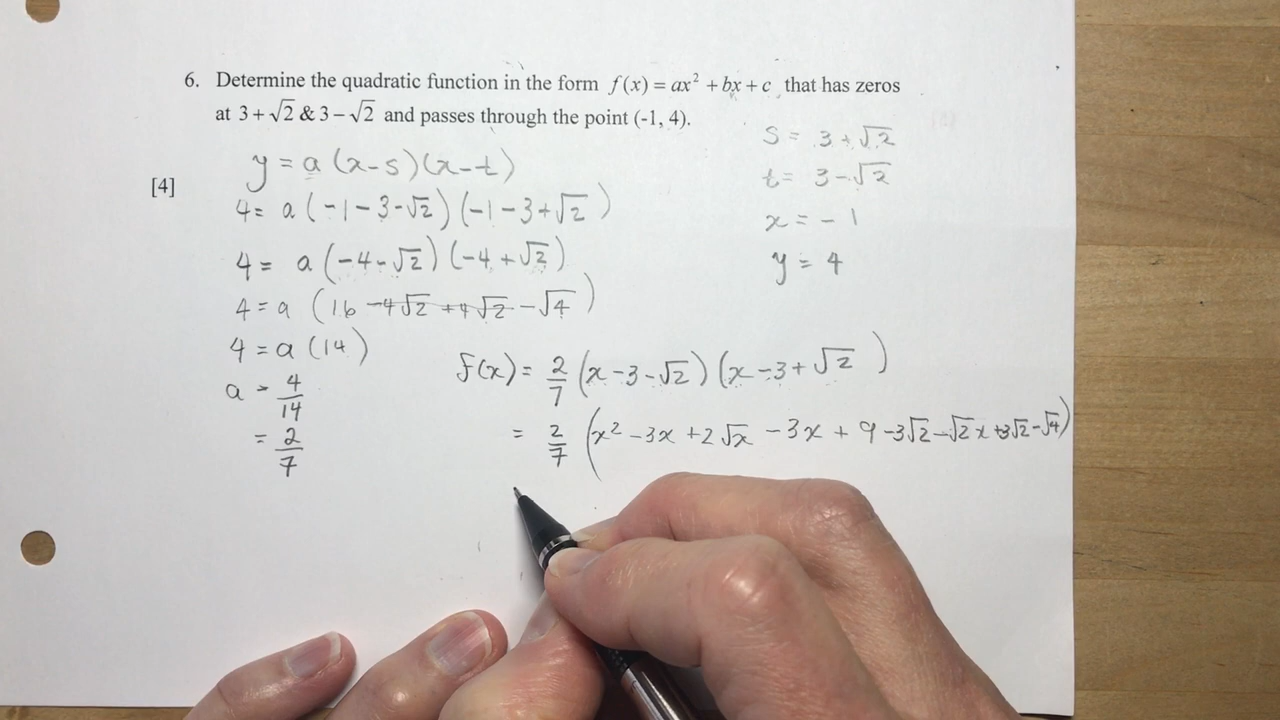 6. Determine the quadratic function in the form f(x) = ax² + bx + c that has zeros
at 3 + √2 & 3 – √2 and passes through the point (-1, 4).
[4]
y = a (x - s)(x - t)
4 = a (-1 - 3 - √2)(-1 - 3 + √2)
4 = a (-4 - √2)(-4 + √2)
4 = a (16 - 4√2 + 4√2 - √4)
4 = a (14)
a = 4/14
= 2/7
s = 3 + √2
t = 3 - √2
x = -1
y = 4
f(x) = 2/7 (x - 3 - √2)(x - 3 + √2)
= 2/7 (x² - 3x + 2√x - 3x + 9 - 3√2 - √2 x + 3√2 - √4)